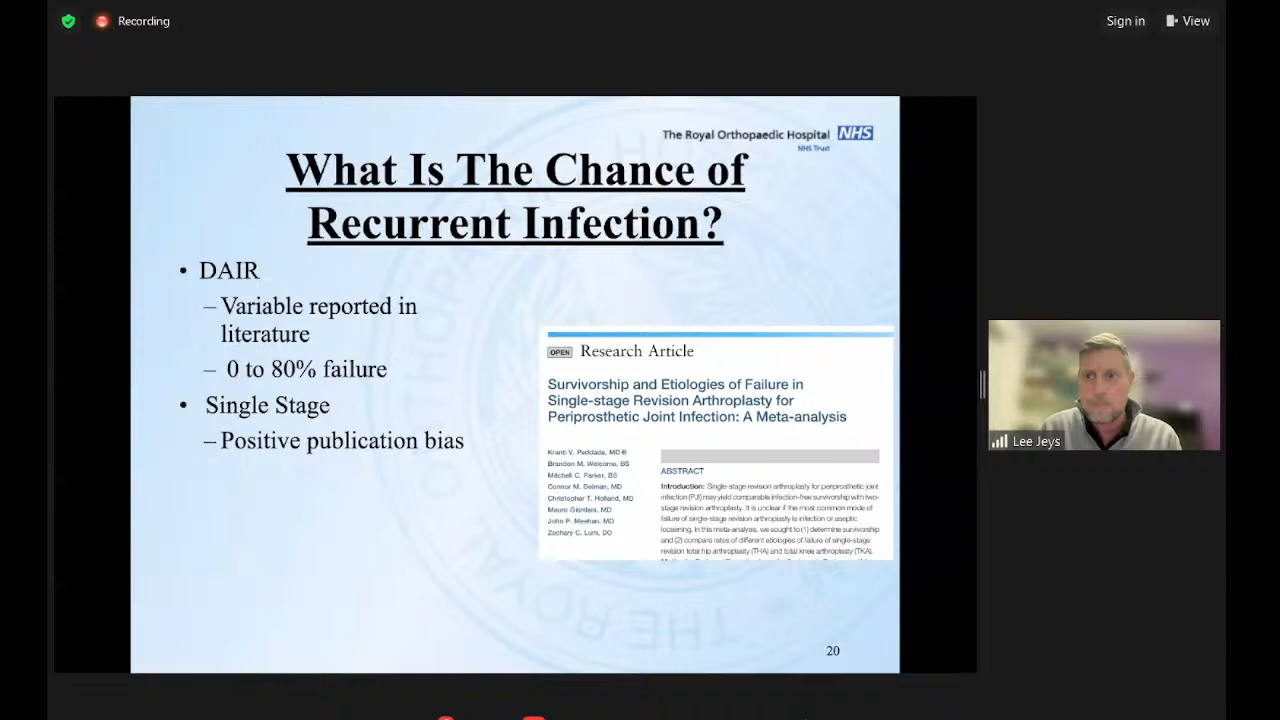 Recording
Sign in
View
The Royal Orthopaedic Hospital NHS
NHS Trust
What Is The Chance of
Recurrent Infection?
• DAIR
– Variable reported in
literature
– 0 to 80% failure
• Single Stage
– Positive publication bias
OPEN Research Article
Survivorship and Etiologies of Failure in
Single-stage Revision Arthroplasty for
Periprosthetic Joint Infection: A Meta-analysis
Kranti V. Peddada, MD
Brandon M. Welcome, BS
Mitchell C. Parker, BS
Connor M. Delman, MD
Christopher T. Holland, MD
Mauro Giordani, MD
John P. Meehan, MD
Zachary C. Lum, DO
ABSTRACT
Introduction: Single-stage revision arthroplasty for periprosthetic joint
infection (PJI) may yield comparable infection-free survivorship with two-
stage revision arthroplasty. It is unclear if the most common mode of
failure of single-stage revision arthroplasty is infection or aseptic
loosening. In this meta-analysis, we sought to (1) determine survivorship
and (2) compare rates of different etiologies of failure of single-stage
revision total hip arthroplasty (THA) and total knee arthroplasty (TKA).
20
Lee Jeys